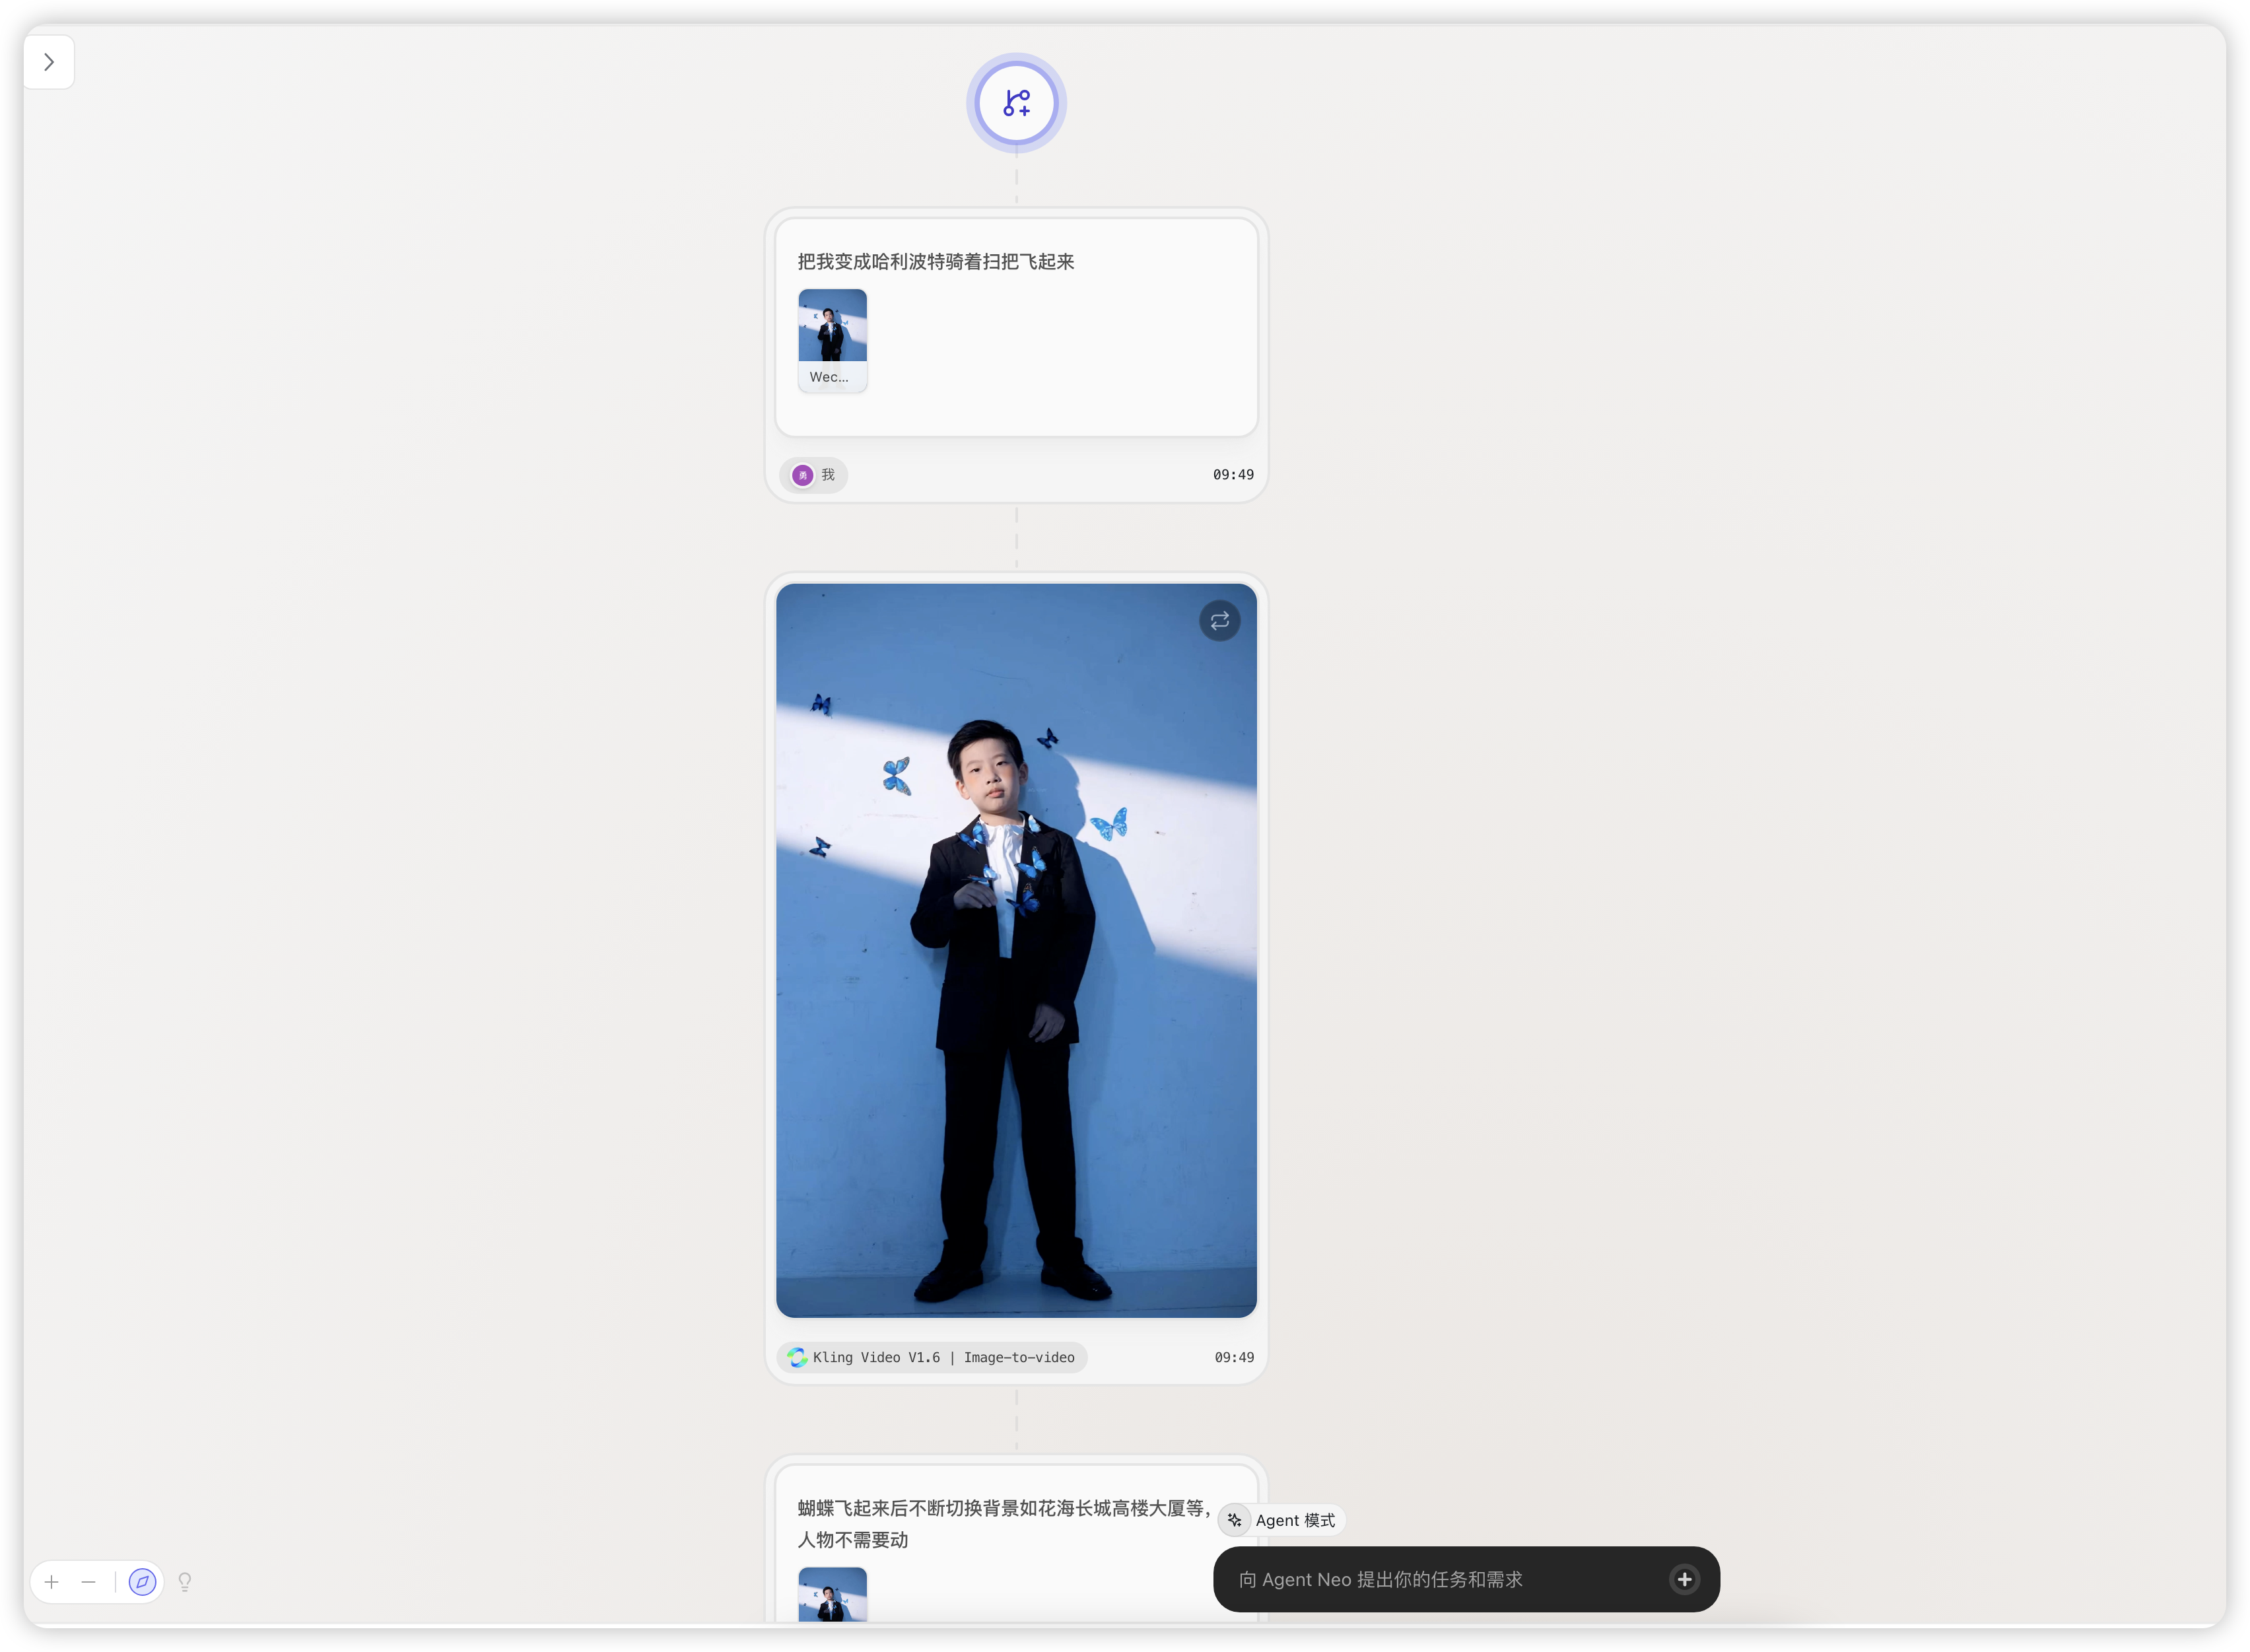 把我变成哈利波特骑着扫把飞起来
Wec...
勇 我
09:49
Kling Video V1.6 | Image-to-video
09:49
蝴蝶飞起来后不断切换背景如花海长城高楼大厦等，
人物不需要动
Agent 模式
向 Agent Neo 提出你的任务和需求